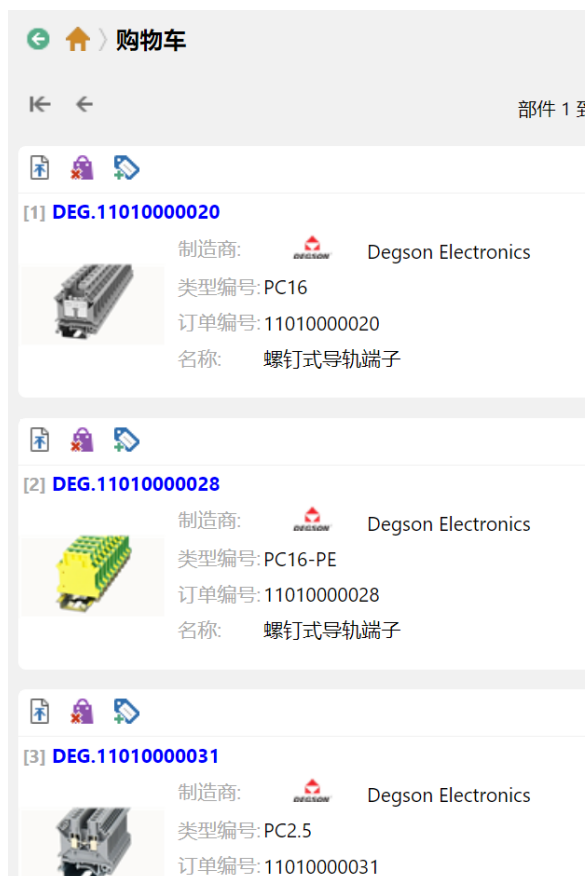 购物车
部件 1 到
[1] DEG.11010000020
制造商: DEGSON Degson Electronics
类型编号: PC16
订单编号: 11010000020
名称: 螺钉式导轨端子
[2] DEG.11010000028
制造商: DEGSON Degson Electronics
类型编号: PC16-PE
订单编号: 11010000028
名称: 螺钉式导轨端子
[3] DEG.11010000031
制造商: DEGSON Degson Electronics
类型编号: PC2.5
订单编号: 11010000031